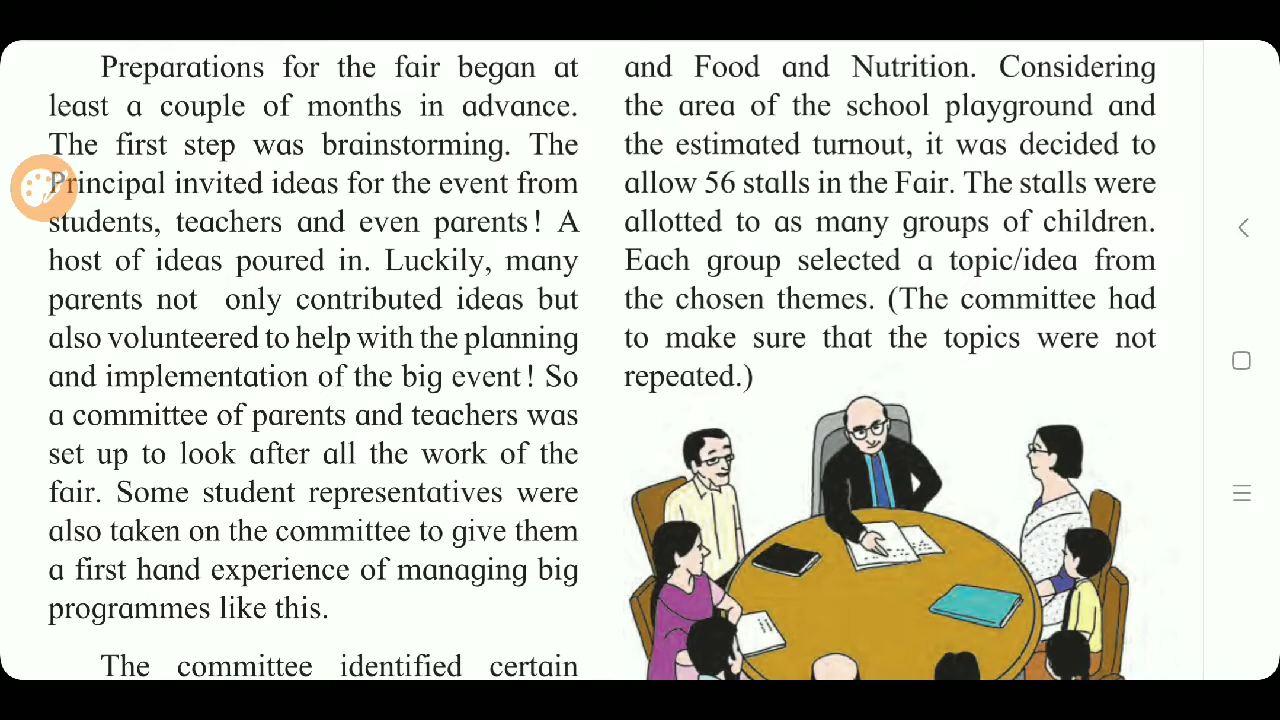 Preparations for the fair began at
least a couple of months in advance.
The first step was brainstorming. The
Principal invited ideas for the event from
students, teachers and even parents! A
host of ideas poured in. Luckily, many
parents not only contributed ideas but
also volunteered to help with the planning
and implementation of the big event! So
a committee of parents and teachers was
set up to look after all the work of the
fair. Some student representatives were
also taken on the committee to give them
a first hand experience of managing big
programmes like this.
The committee identified certain
and Food and Nutrition. Considering
the area of the school playground and
the estimated turnout, it was decided to
allow 56 stalls in the Fair. The stalls were
allotted to as many groups of children.
Each group selected a topic/idea from
the chosen themes. (The committee had
to make sure that the topics were not
repeated.)